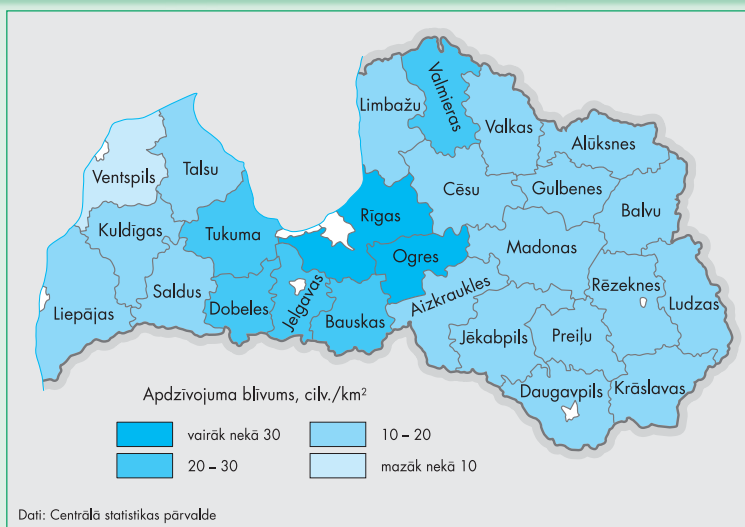 Valmieras
Limbažu
Valkas
Alūksnes
Ventspils
Talsu
Cēsu
Gulbenes
Balvu
Rīgas
Kuldīgas
Tukuma
Madonas
Ogres
Rēzeknes
Ludzas
Aizkraukles
Saldus
Liepājas
Dobeles
Jelgavas
Bauskas
Jēkabpils
Preiļu
Daugavpils
Krāslavas
Apdzīvojuma blīvums, cilv./km²
vairāk nekā 30
10 – 20
20 – 30
mazāk nekā 10
Dati: Centrālā statistikas pārvalde